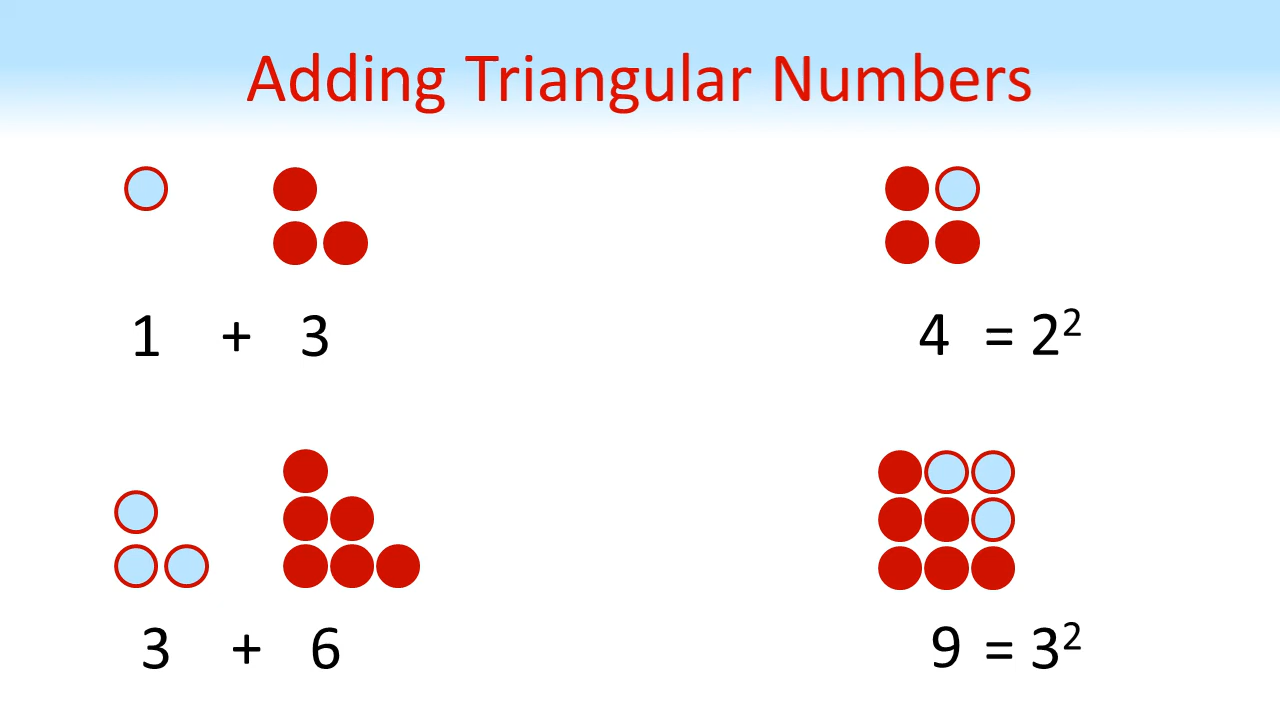 Adding Triangular Numbers
1 + 3 4 = 2²
3 + 6 9 = 3²